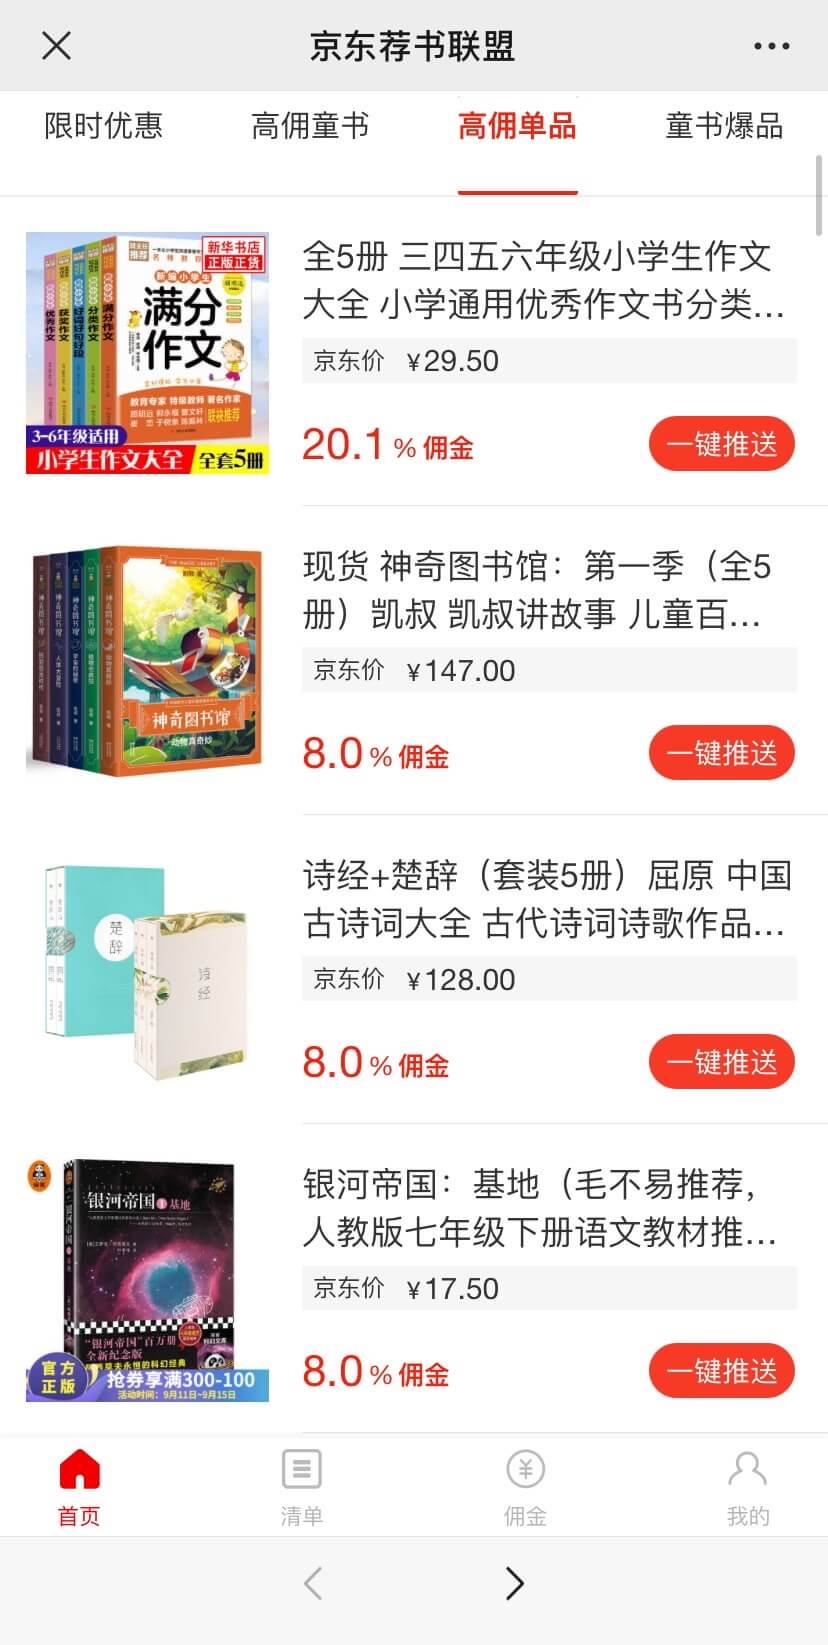 京东荐书联盟
限时优惠
高佣童书
高佣单品
童书爆品
新华书店
正版正货
新编小学生
满分
作文
优秀作文
获奖作文
好词好句好段
分类作文
满分作文
教育专家 特级教师 著名作家
联袂推荐
3-6年级适用
小学生作文大全 全套5册
全5册 三四五六年级小学生作文
大全 小学通用优秀作文书分类...
京东价 ¥29.50
20.1 % 佣金
一键推送
THE MAGIC LIBRARY
神奇图书馆
动物真奇妙
现货 神奇图书馆：第一季（全5
册）凯叔 凯叔讲故事 儿童百...
京东价 ¥147.00
8.0 % 佣金
一键推送
楚辞
诗经
诗经+楚辞（套装5册）屈原 中国
古诗词大全 古代诗词诗歌作品...
京东价 ¥128.00
8.0 % 佣金
一键推送
银河帝国1基地
"银河帝国"百万册
全新纪念版
官方
正版
抢券享满300-100
活动时间：9月11日~9月15日
银河帝国：基地（毛不易推荐，
人教版七年级下册语文教材推...
京东价 ¥17.50
8.0 % 佣金
一键推送
首页
清单
佣金
我的